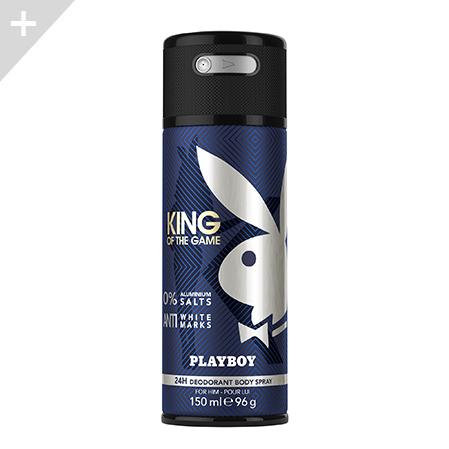 KING
OF THE GAME
0% ALUMINIUM
SALTS
ANTI WHITE
MARKS
PLAYBOY
24H DEODORANT BODY SPRAY
FOR HIM - POUR LUI
150 ml ℮ 96 g